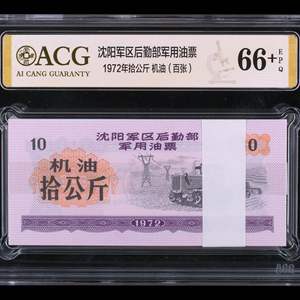 ACG
AI CANG GUARANTY
沈阳军区后勤部军用油票
1972年拾公斤 机油（百张）
66+
EPQ
10
沈阳军区后勤部
军用油票
0
机油
拾公斤
1972
ACG